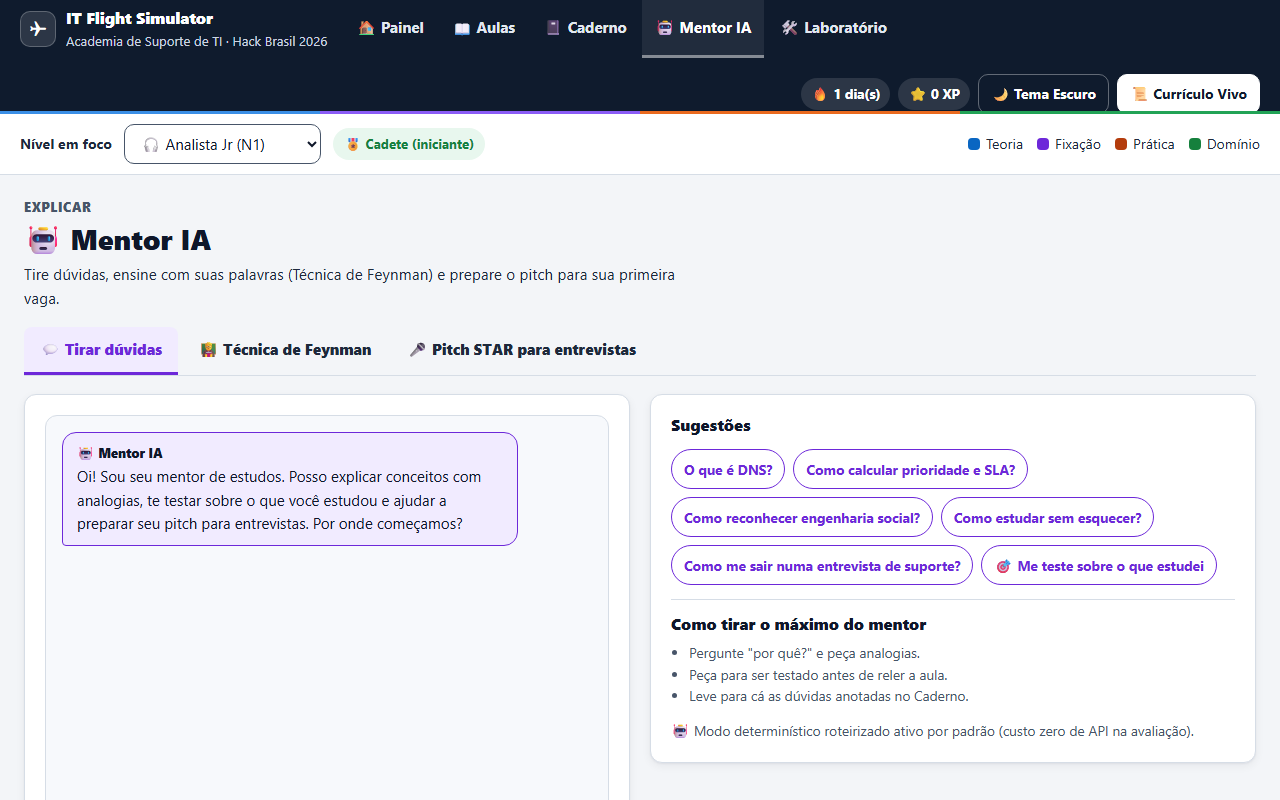 IT Flight Simulator
Academia de Suporte de TI · Hack Brasil 2026
Painel
Aulas
Caderno
Mentor IA
Laboratório
1 dia(s)
0 XP
Tema Escuro
Currículo Vivo
Nível em foco
Analista Jr (N1)
Cadete (iniciante)
Teoria
Fixação
Prática
Domínio
EXPLICAR
Mentor IA
Tire dúvidas, ensine com suas palavras (Técnica de Feynman) e prepare o pitch para sua primeira
vaga.
Tirar dúvidas
Técnica de Feynman
Pitch STAR para entrevistas
Mentor IA
Oi! Sou seu mentor de estudos. Posso explicar conceitos com
analogias, te testar sobre o que você estudou e ajudar a
preparar seu pitch para entrevistas. Por onde começamos?
Sugestões
O que é DNS?
Como calcular prioridade e SLA?
Como reconhecer engenharia social?
Como estudar sem esquecer?
Como me sair numa entrevista de suporte?
Me teste sobre o que estudei
Como tirar o máximo do mentor
Pergunte "por quê?" e peça analogias.
Peça para ser testado antes de reler a aula.
Leve para cá as dúvidas anotadas no Caderno.
Modo determinístico roteirizado ativo por padrão (custo zero de API na avaliação).